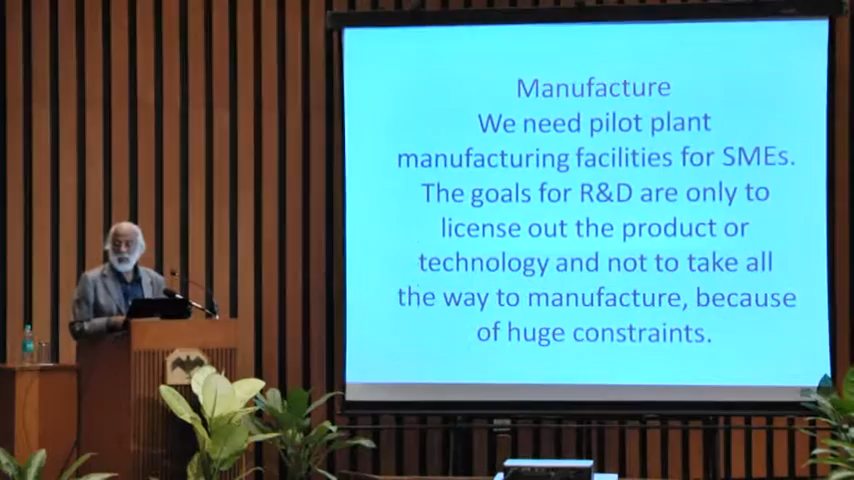 Manufacture
We need pilot plant
manufacturing facilities for SMEs.
The goals for R&D are only to
license out the product or
technology and not to take all
the way to manufacture, because
of huge constraints.